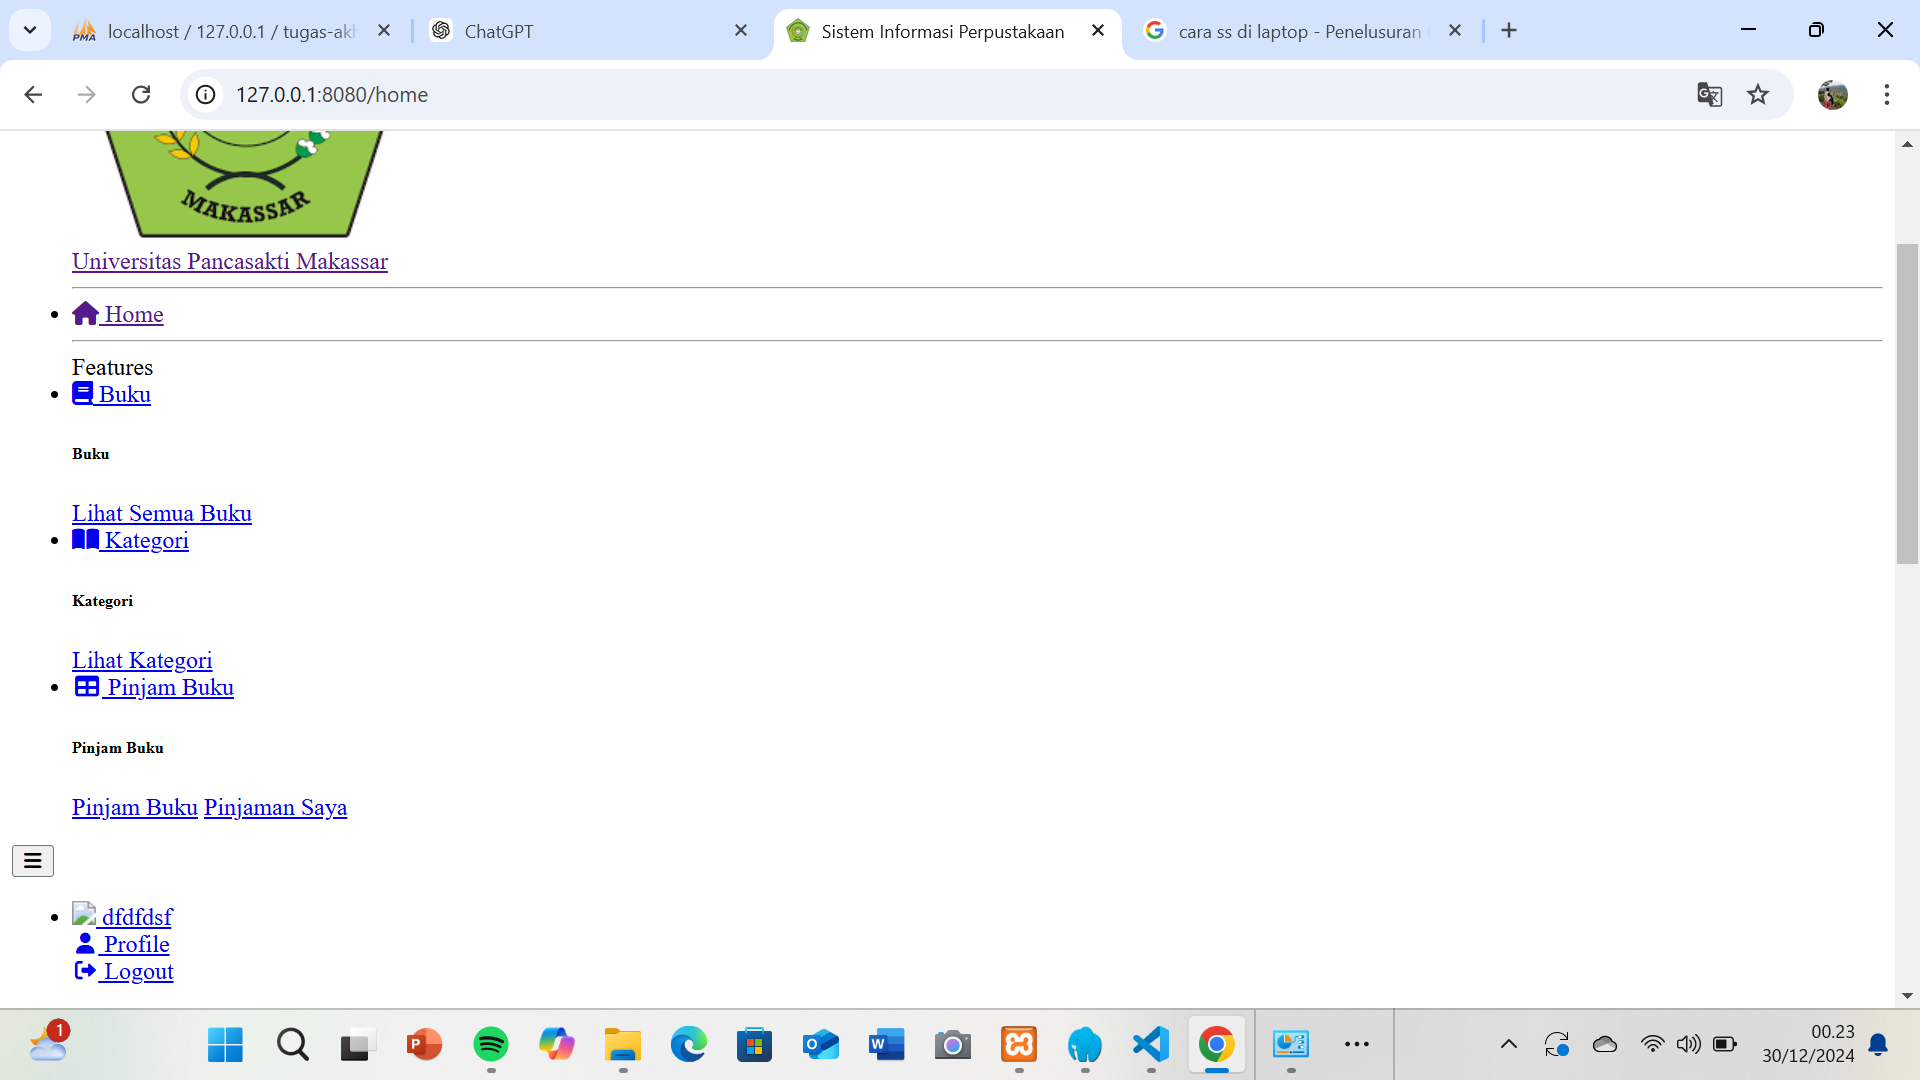 localhost / 127.0.0.1 / tugas-akh
ChatGPT
Sistem Informasi Perpustakaan
cara ss di laptop - Penelusuran
127.0.0.1:8080/home
MAKASSAR
Universitas Pancasakti Makassar
Home
Features
Buku
Buku
Lihat Semua Buku
Kategori
Kategori
Lihat Kategori
Pinjam Buku
Pinjam Buku
Pinjam Buku Pinjaman Saya
dfdfdsf
Profile
Logout
1
00.23
30/12/2024